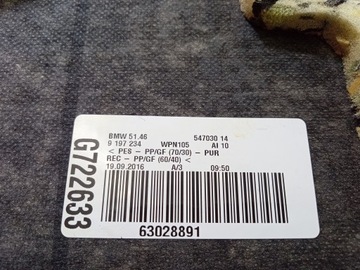 BMW 51.46 547030 14
9 197 234 WPN105 AI 10
< PES - PP/GF (70/30) - PUR
REC - PP/GF (60/40) <
19.09.2016 A/3 09:50
63028891
G722633